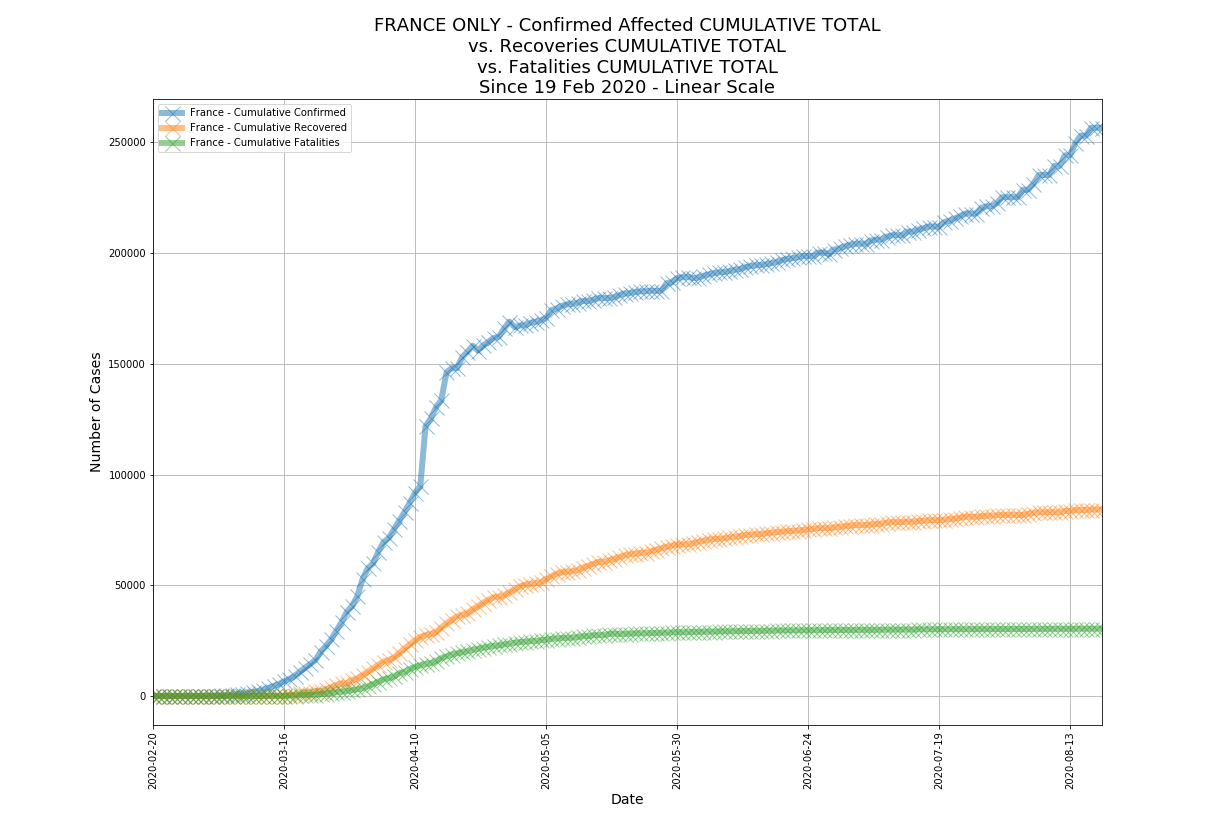 FRANCE ONLY - Confirmed Affected CUMULATIVE TOTAL
vs. Recoveries CUMULATIVE TOTAL
vs. Fatalities CUMULATIVE TOTAL
Since 19 Feb 2020 - Linear Scale
France - Cumulative Confirmed
France - Cumulative Recovered
France - Cumulative Fatalities
Number of Cases
250000
200000
150000
100000
50000
0
2020-02-20
2020-03-16
2020-04-10
2020-05-05
2020-05-30
2020-06-24
2020-07-19
2020-08-13
Date